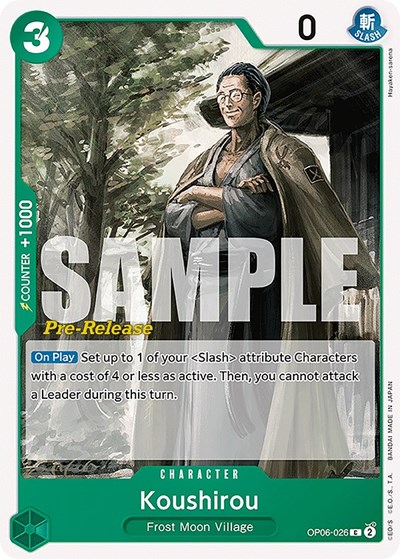 3
0
斬
SLASH
Hayaken-sarena
COUNTER +1000
SAMPLE
Pre-Release
On Play Set up to 1 of your <Slash> attribute Characters
with a cost of 4 or less as active. Then, you cannot attack
a Leader during this turn.
CHARACTER
Koushirou
Frost Moon Village
OP06-026 C 2
©E.O./S., T.A. BANDAI MADE IN JAPAN